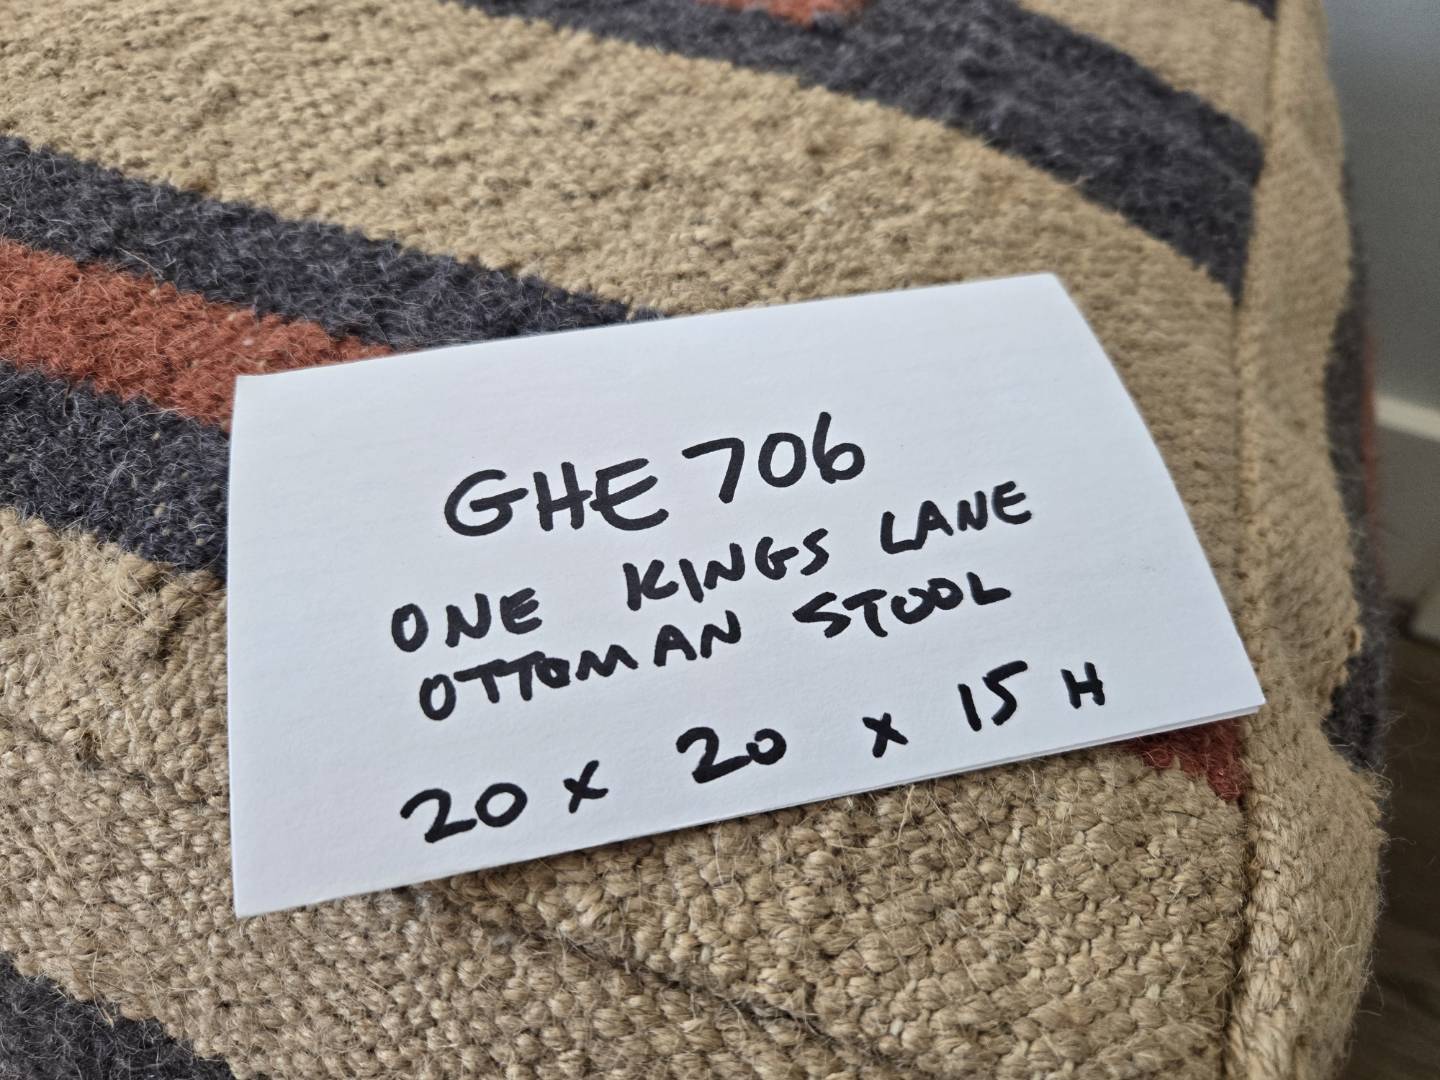 GHE 706
ONE KINGS LANE
OTTOMAN STOOL
20 x 20 x 15 H